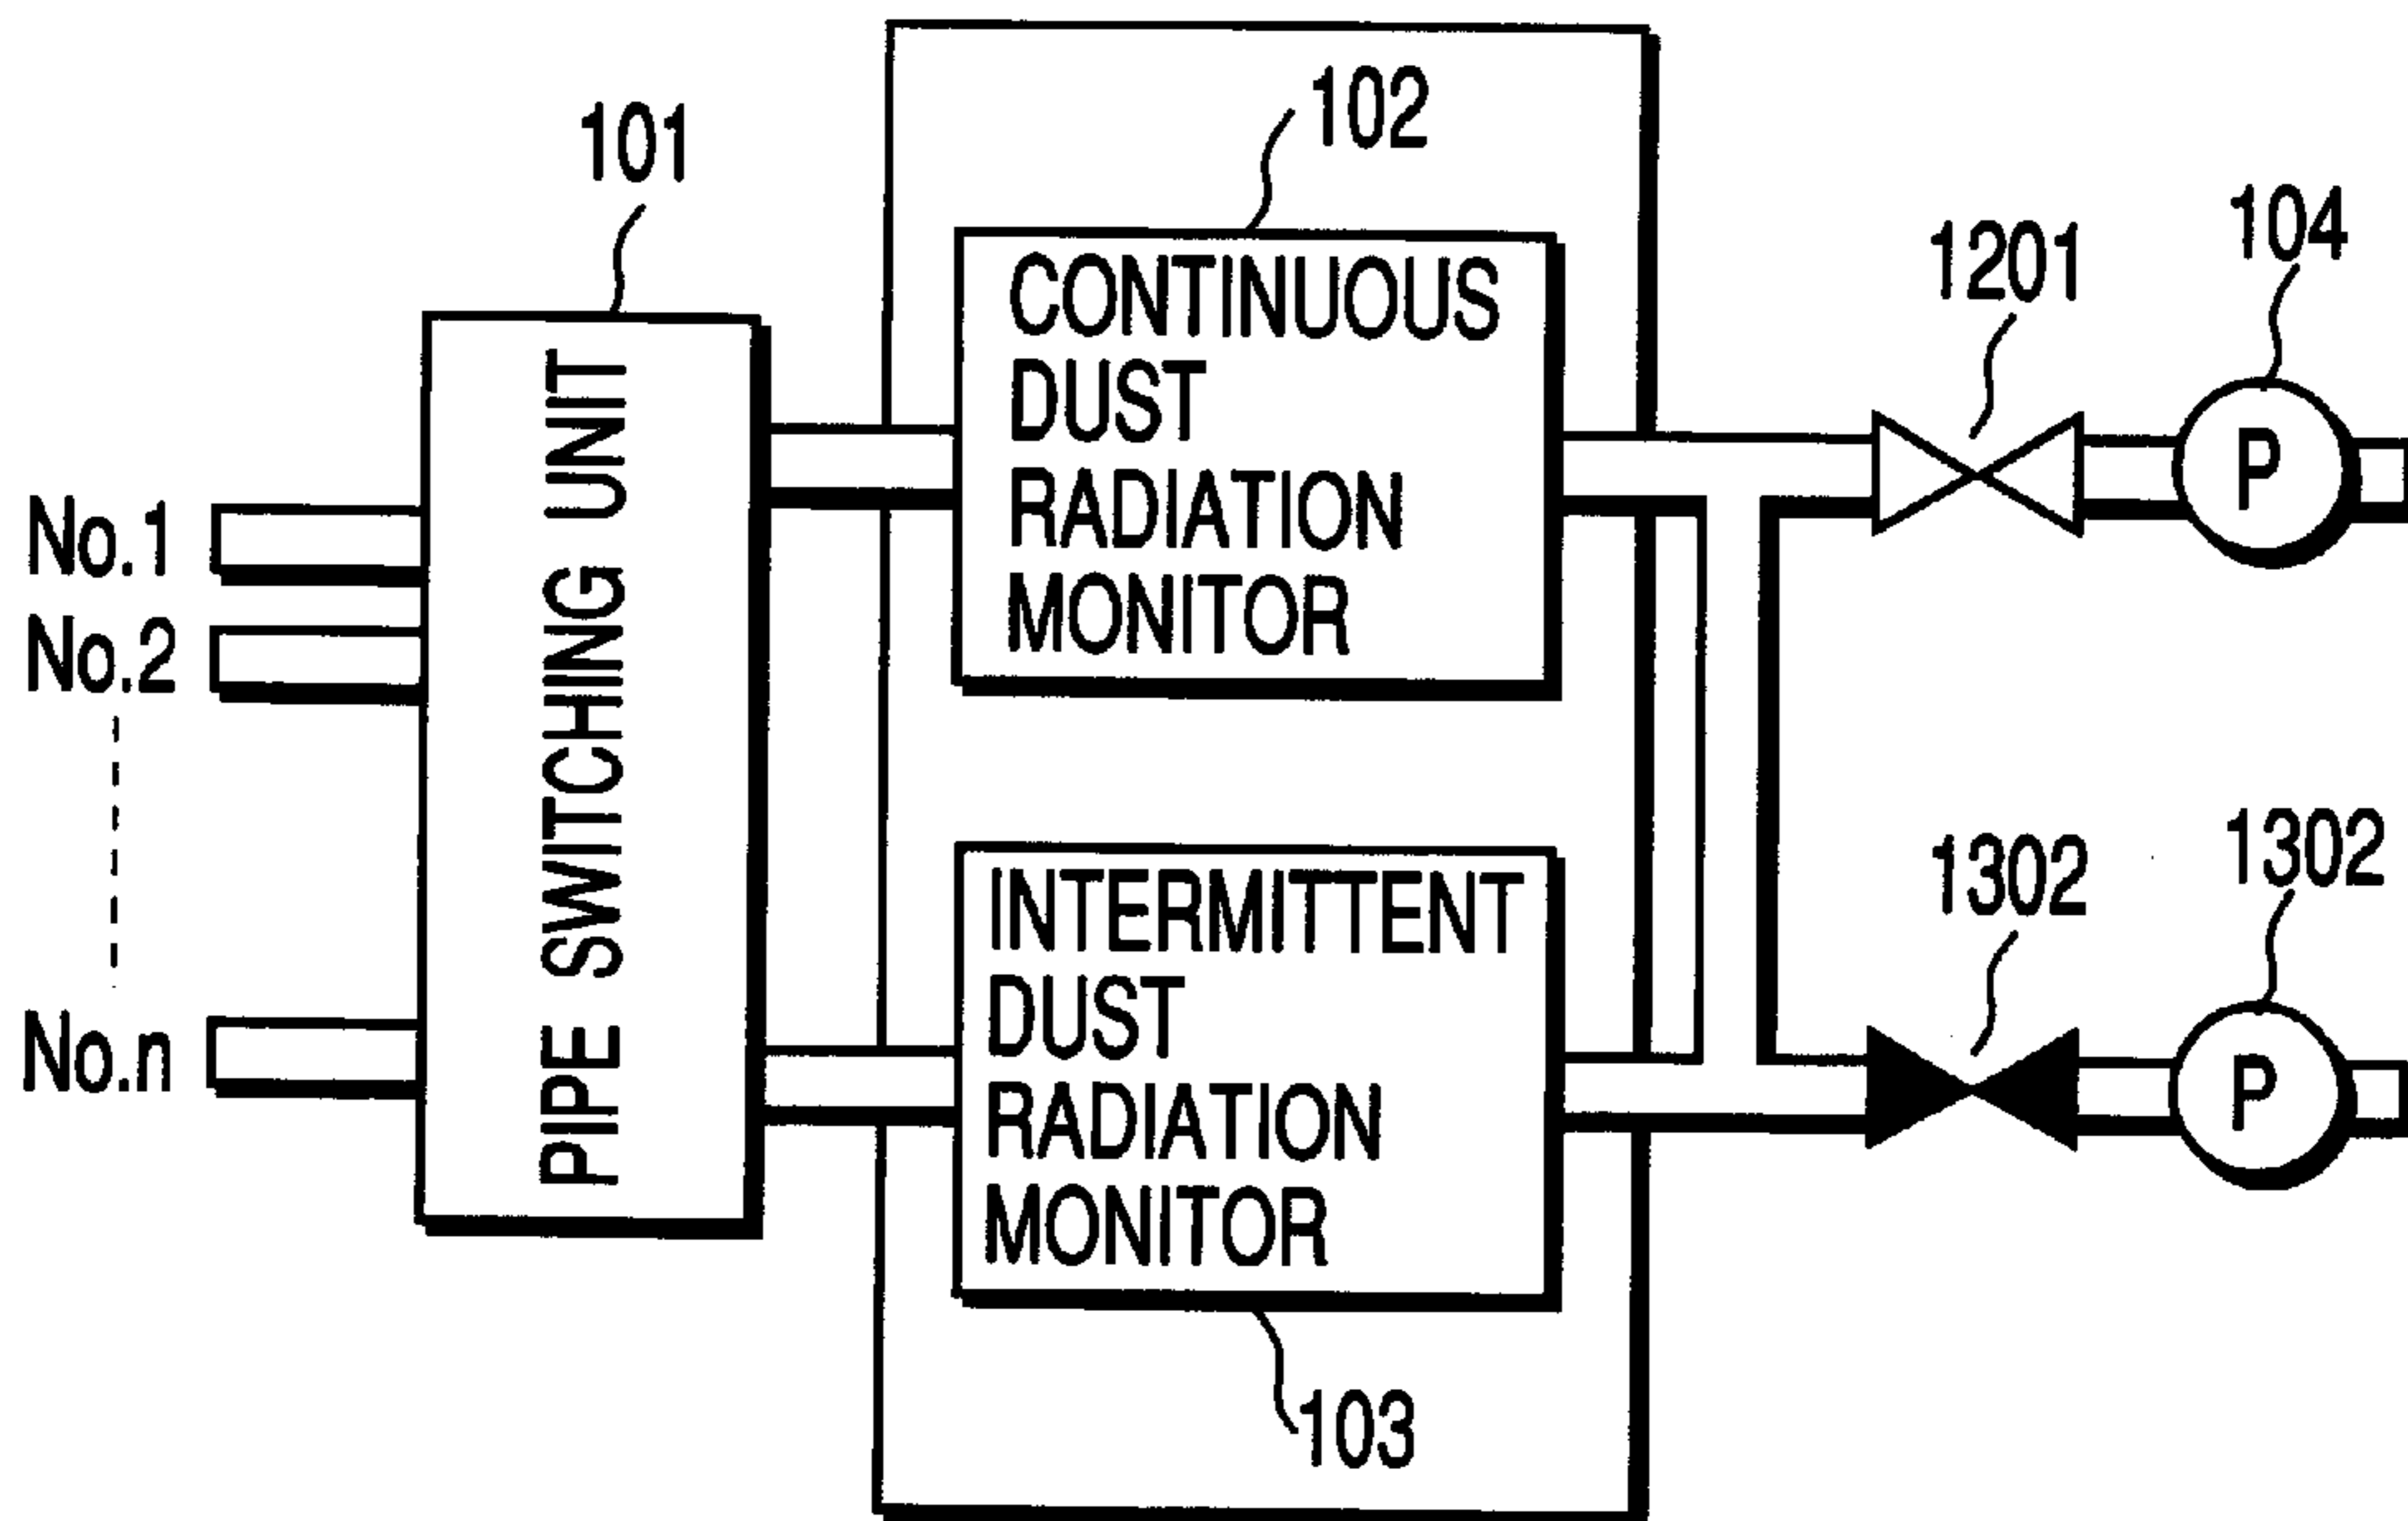 101
102
104
1201
PIPE SWITCHING UNIT
CONTINUOUS
DUST
RADIATION
MONITOR
P
No.1
No.2
No.n
INTERMITTENT
DUST
RADIATION
MONITOR
1302
1302
P
103